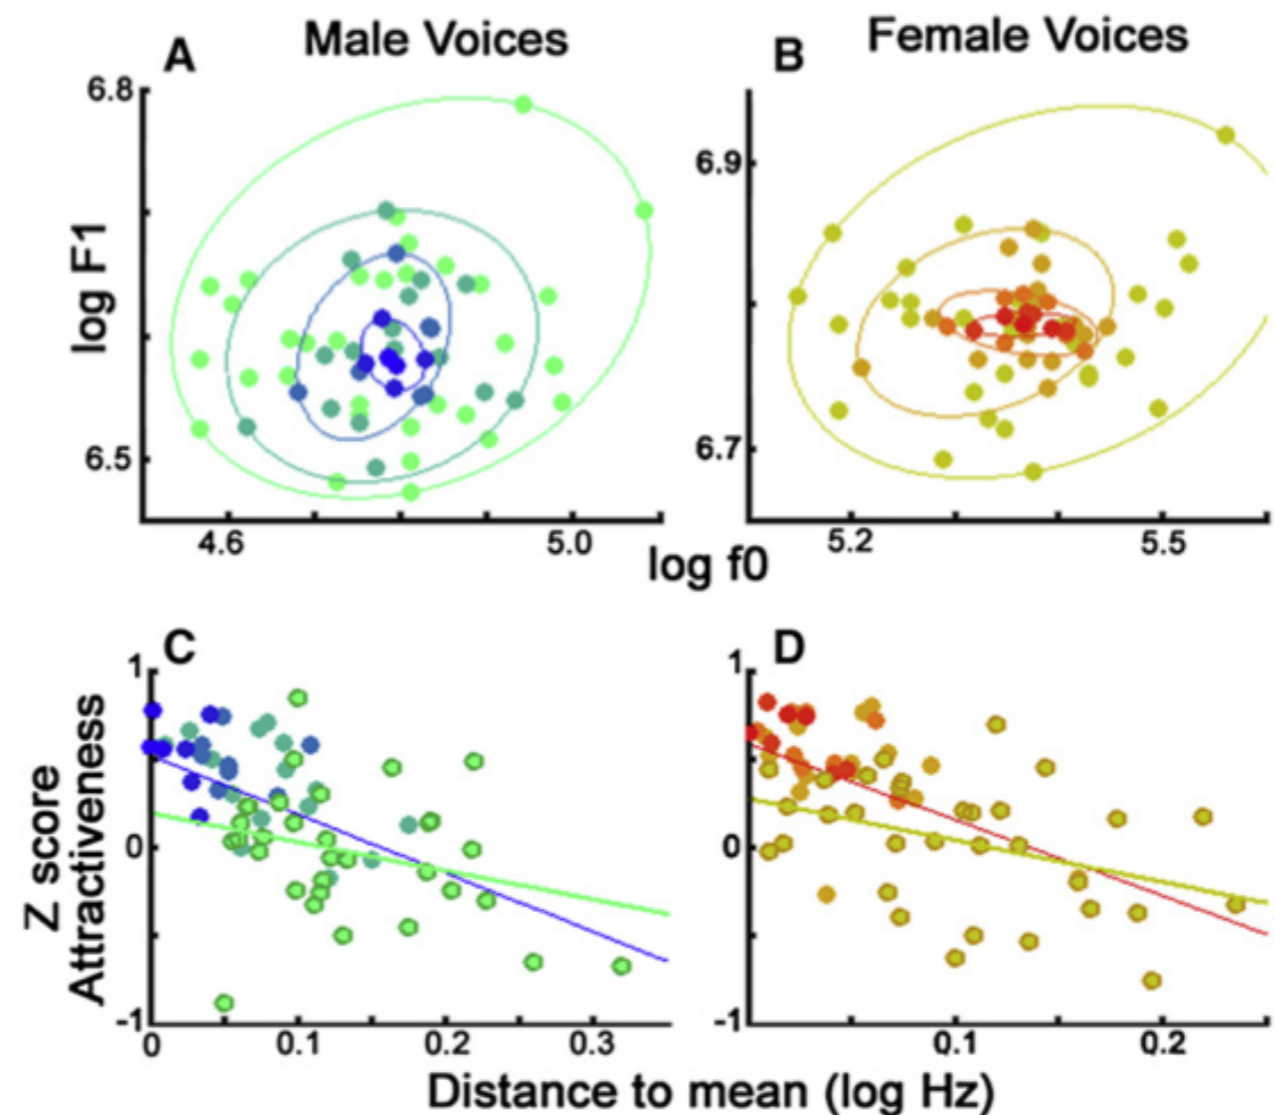 A Male Voices
B Female Voices
6.8
6.5
log F1
4.6 5.0
6.9
6.7
5.2 5.5
log f0
C
D
1
0
-1
Z score
Attractiveness
0 0.1 0.2 0.3
1
0
-1
0.1 0.2
Distance to mean (log Hz)